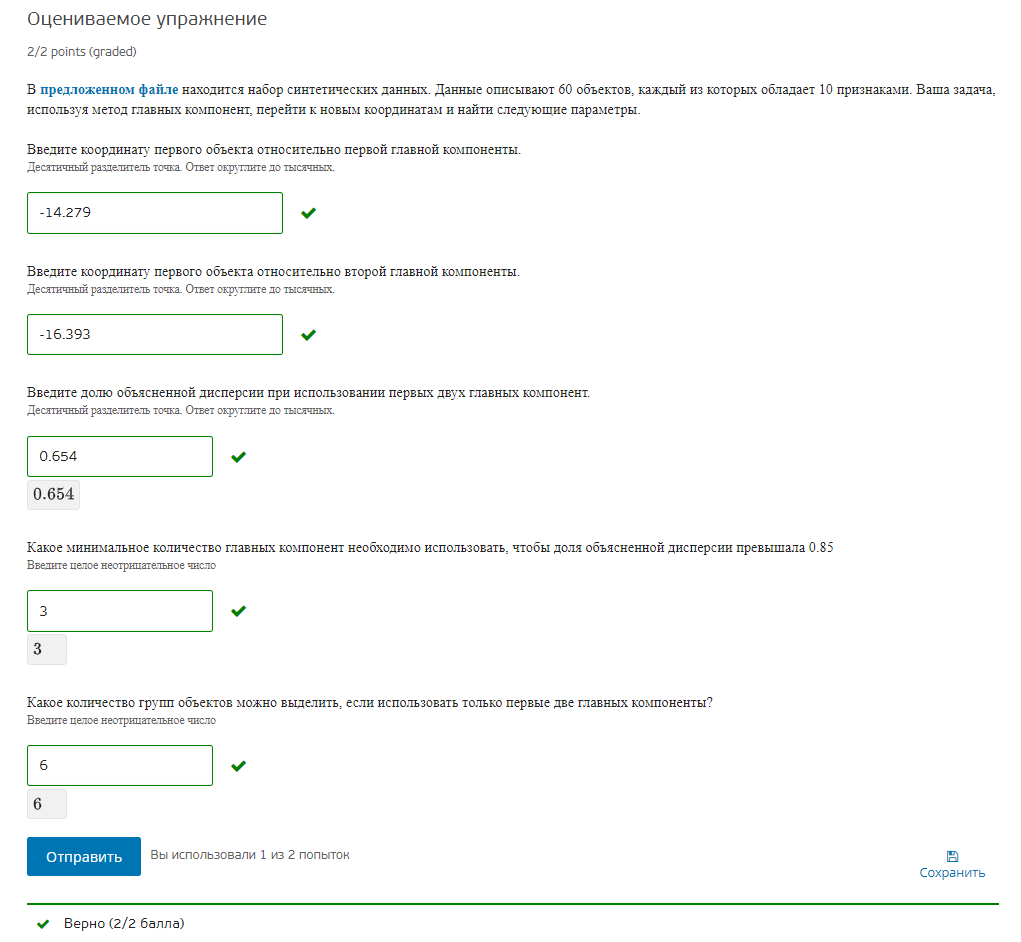 Оцениваемое упражнение
2/2 points (graded)
В предложенном файле находится набор синтетических данных. Данные описывают 60 объектов, каждый из которых обладает 10 признаками. Ваша задача,
используя метод главных компонент, перейти к новым координатам и найти следующие параметры.
Введите координату первого объекта относительно первой главной компоненты.
Десятичный разделитель точка. Ответ округлите до тысячных.
-14.279
Введите координату первого объекта относительно второй главной компоненты.
Десятичный разделитель точка. Ответ округлите до тысячных.
-16.393
Введите долю объясненной дисперсии при использовании первых двух главных компонент.
Десятичный разделитель точка. Ответ округлите до тысячных.
0.654
0.654
Какое минимальное количество главных компонент необходимо использовать, чтобы доля объясненной дисперсии превышала 0.85
Введите целое неотрицательное число
3
3
Какое количество групп объектов можно выделить, если использовать только первые две главных компоненты?
Введите целое неотрицательное число
6
6
Отправить Вы использовали 1 из 2 попыток
Сохранить
Верно (2/2 балла)